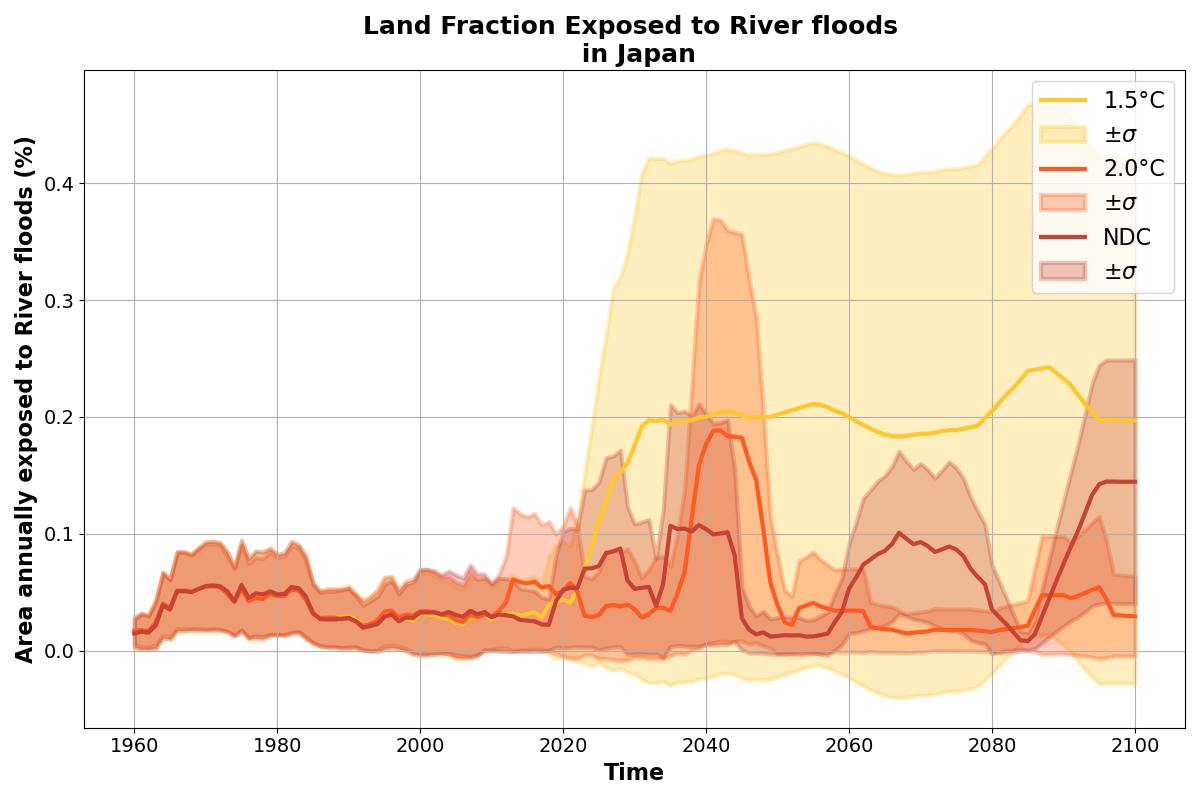 Land Fraction Exposed to River floods
in Japan
Area annually exposed to River floods (%)
0.4
0.3
0.2
0.1
0.0
1960 1980 2000 2020 2040 2060 2080 2100
Time
1.5°C
±σ
2.0°C
±σ
NDC
±σ